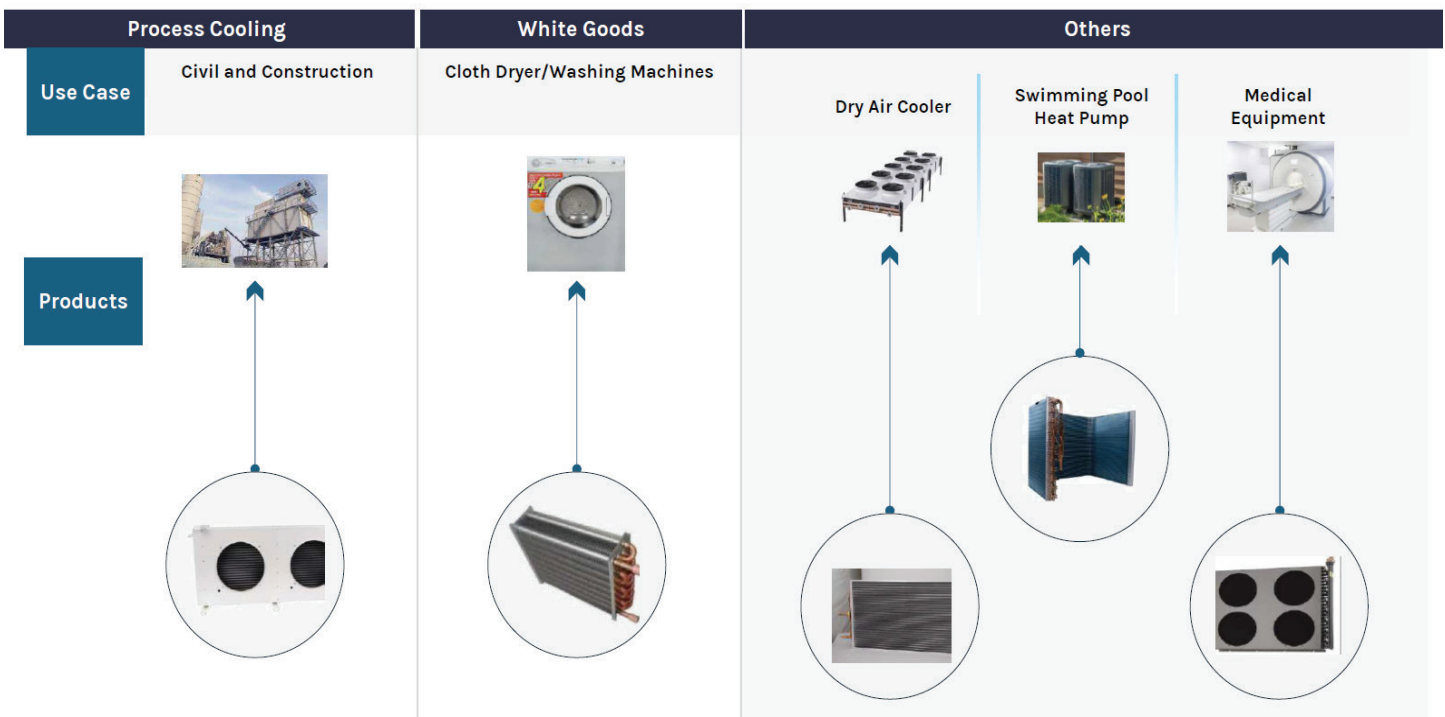 Process Cooling
White Goods
Others
Use Case
Civil and Construction
Cloth Dryer/Washing Machines
Dry Air Cooler
Swimming Pool
Heat Pump
Medical
Equipment
4
Products